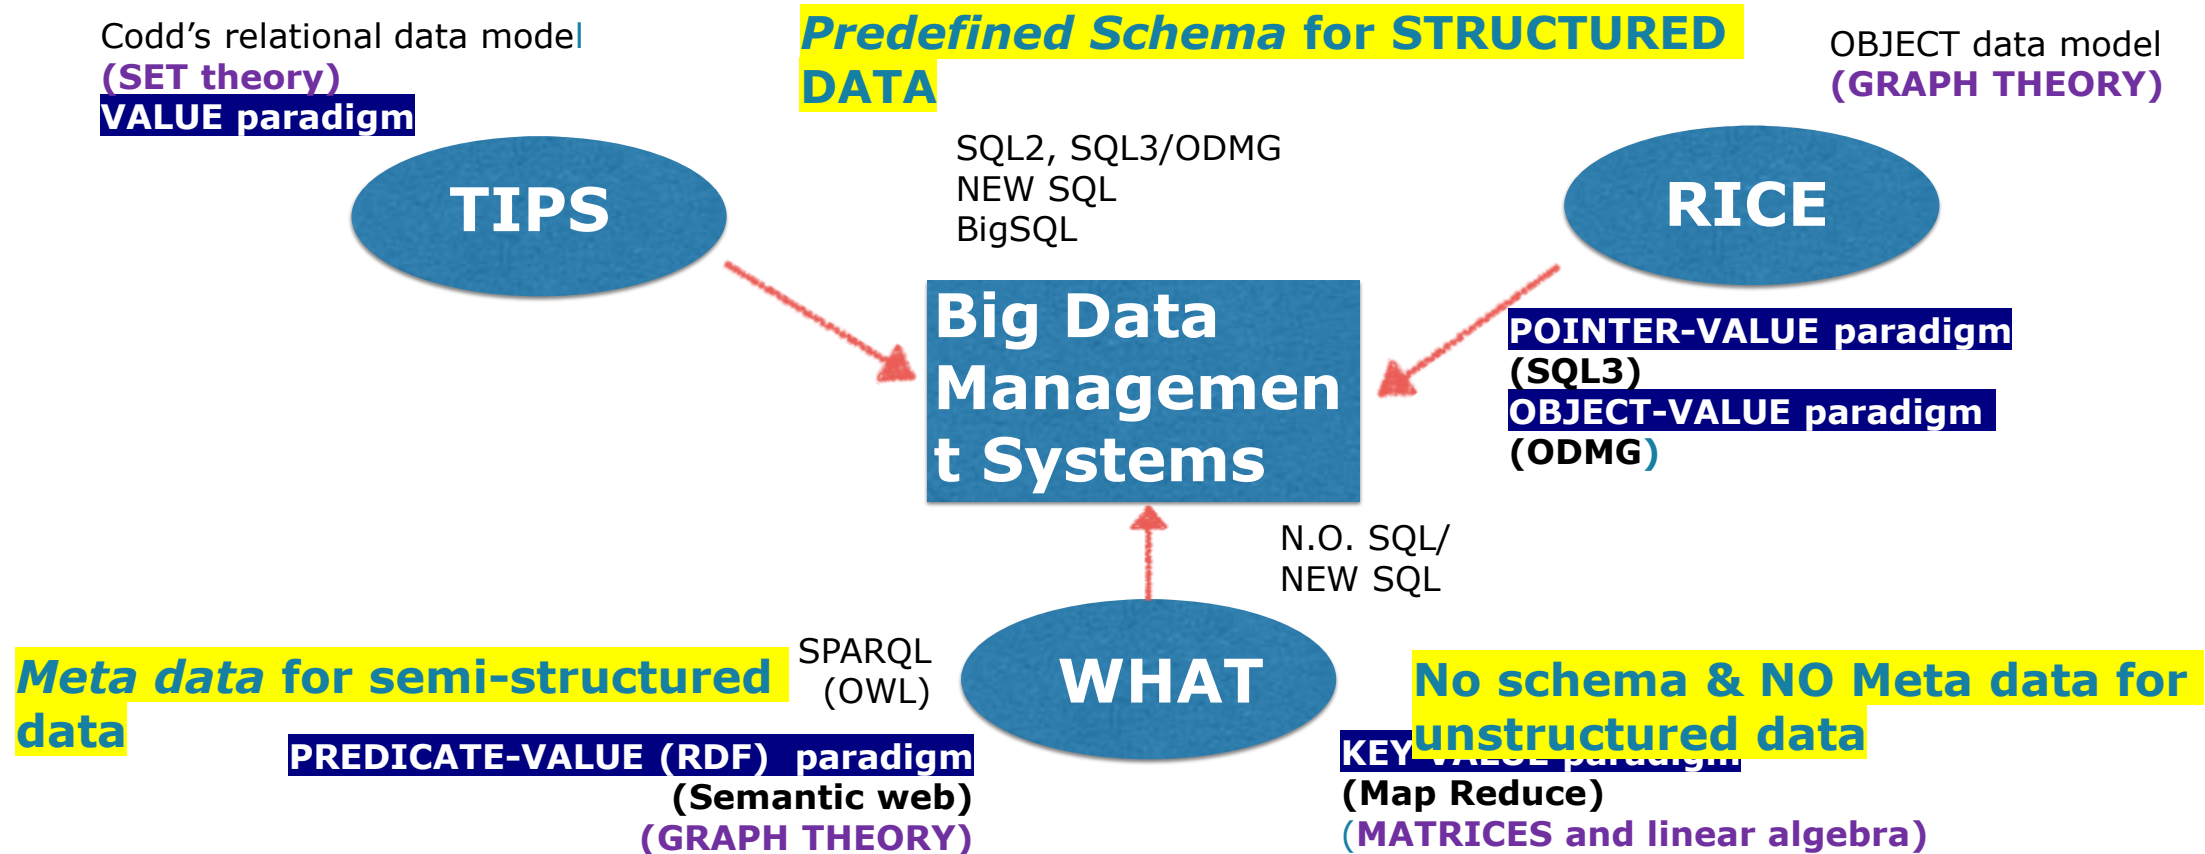 Codd’s relational data model
(SET theory)
VALUE paradigm
Predefined Schema for STRUCTURED
DATA
OBJECT data model
(GRAPH THEORY)
TIPS
SQL2, SQL3/ODMG
NEW SQL
BigSQL
RICE
Big Data
Managemen
t Systems
POINTER-VALUE paradigm
(SQL3)
OBJECT-VALUE paradigm
(ODMG)
N.O. SQL/
NEW SQL
SPARQL
(OWL)
WHAT
Meta data for semi-structured
data
No schema & NO Meta data for
unstructured data
PREDICATE-VALUE (RDF) paradigm
(Semantic web)
(GRAPH THEORY)
KEY-VALUE paradigm
(Map Reduce)
(MATRICES and linear algebra)